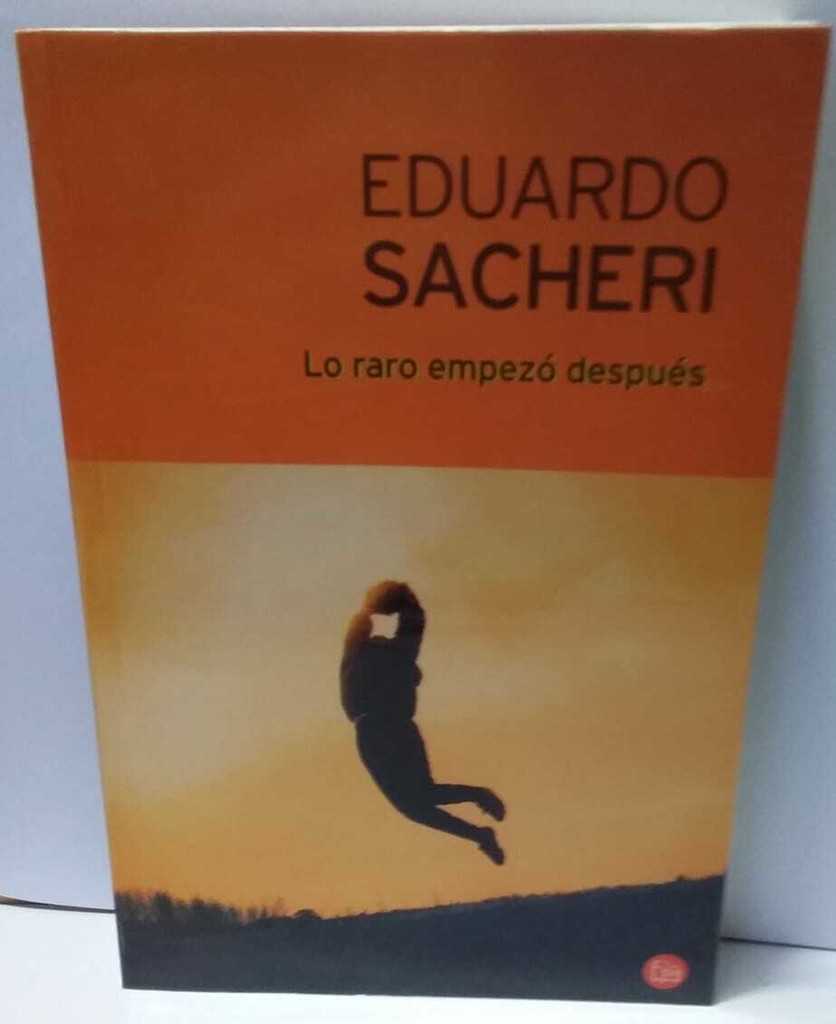 EDUARDO
SACHERI
Lo raro empezó después